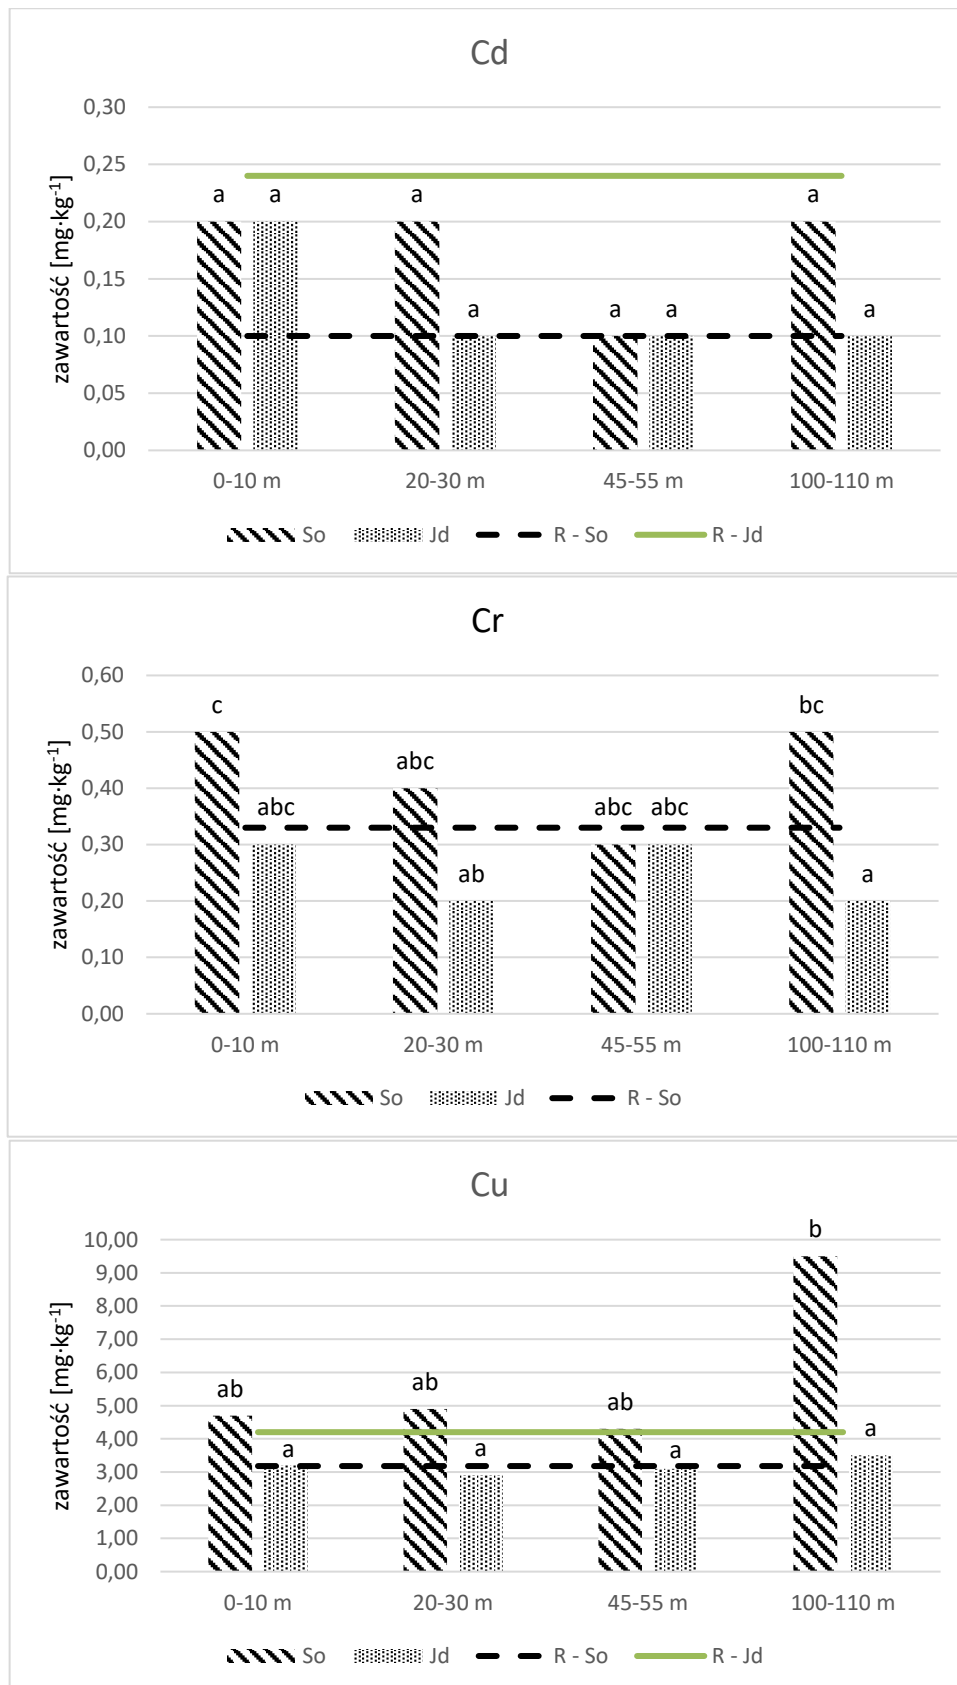 Cd
zawartość [mg·kg⁻¹]
0,30
0,25
0,20
0,15
0,10
0,05
0,00
a a a a a a a a
0-10 m 20-30 m 45-55 m 100-110 m
So Jd R - So R - Jd
Cr
zawartość [mg·kg⁻¹]
0,60
0,50
0,40
0,30
0,20
0,10
0,00
c abc abc ab abc abc bc a
0-10 m 20-30 m 45-55 m 100-110 m
So Jd R - So
Cu
zawartość [mg·kg⁻¹]
10,00
9,00
8,00
7,00
6,00
5,00
4,00
3,00
2,00
1,00
0,00
ab a ab a ab a b a
0-10 m 20-30 m 45-55 m 100-110 m
So Jd R - So R - Jd